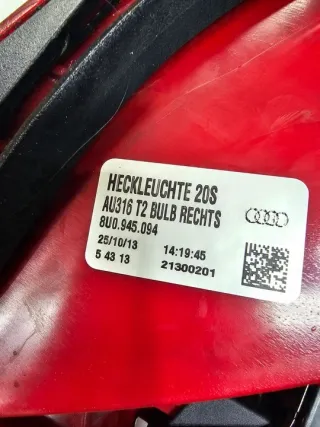 HECKLEUCHTE 20S
AU316 T2 BULB RECHTS
8U0.945.094
25/10/13 14:19:45
5 43 13 21300201